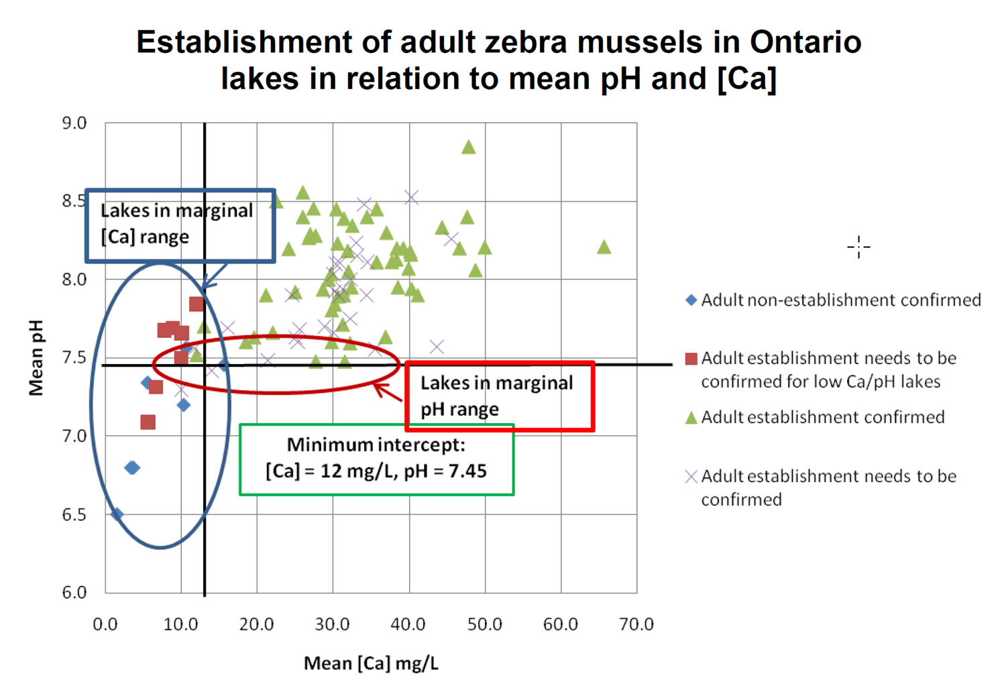 Establishment of adult zebra mussels in Ontario
lakes in relation to mean pH and [Ca]
9.0
8.5
8.0
7.5
7.0
6.5
6.0
Mean pH
Lakes in marginal
[Ca] range
Lakes in marginal
pH range
Minimum intercept:
[Ca] = 12 mg/L, pH = 7.45
0.0 10.0 20.0 30.0 40.0 50.0 60.0 70.0
Mean [Ca] mg/L
Adult non-establishment confirmed
Adult establishment needs to be
confirmed for low Ca/pH lakes
Adult establishment confirmed
Adult establishment needs to be
confirmed